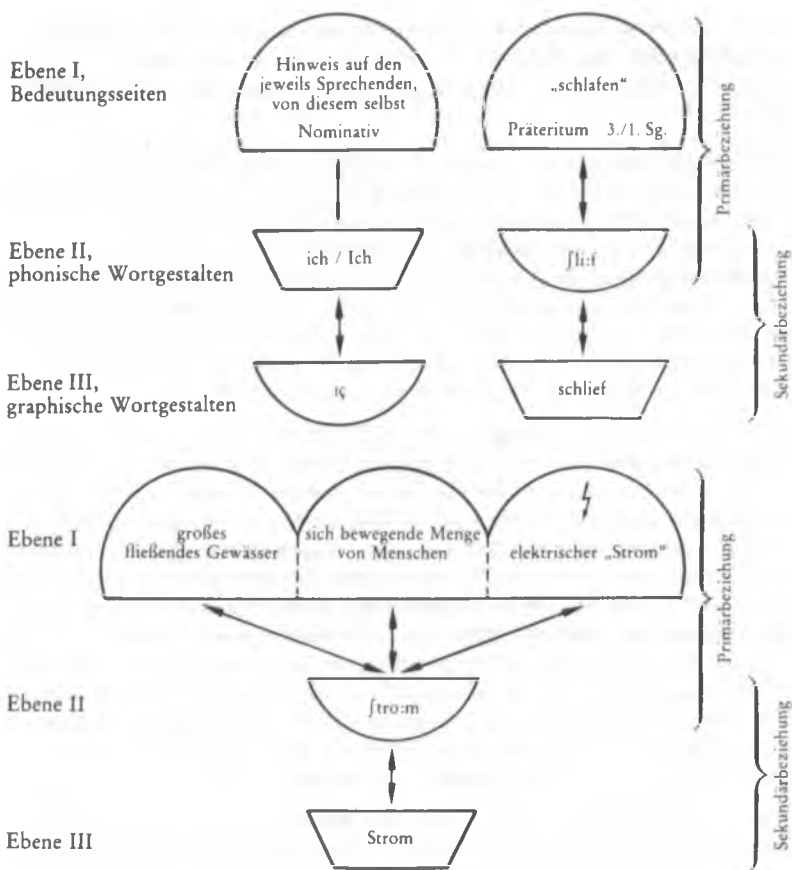 Ebene I,
Bedeutungsseiten
Hinweis auf den
jeweils Sprechenden,
von diesem selbst
Nominativ
„schlafen“
Präteritum 3./1. Sg.
Primärbeziehung
Ebene II,
phonische Wortgestalten
ich / Ich
ʃli:f
Sekundärbeziehung
Ebene III,
graphische Wortgestalten
ıç
schlief
Ebene I
großes
fließendes Gewässer
sich bewegende Menge
von Menschen
elektrischer „Strom“
Primärbeziehung
Ebene II
ʃtro:m
Sekundärbeziehung
Ebene III
Strom